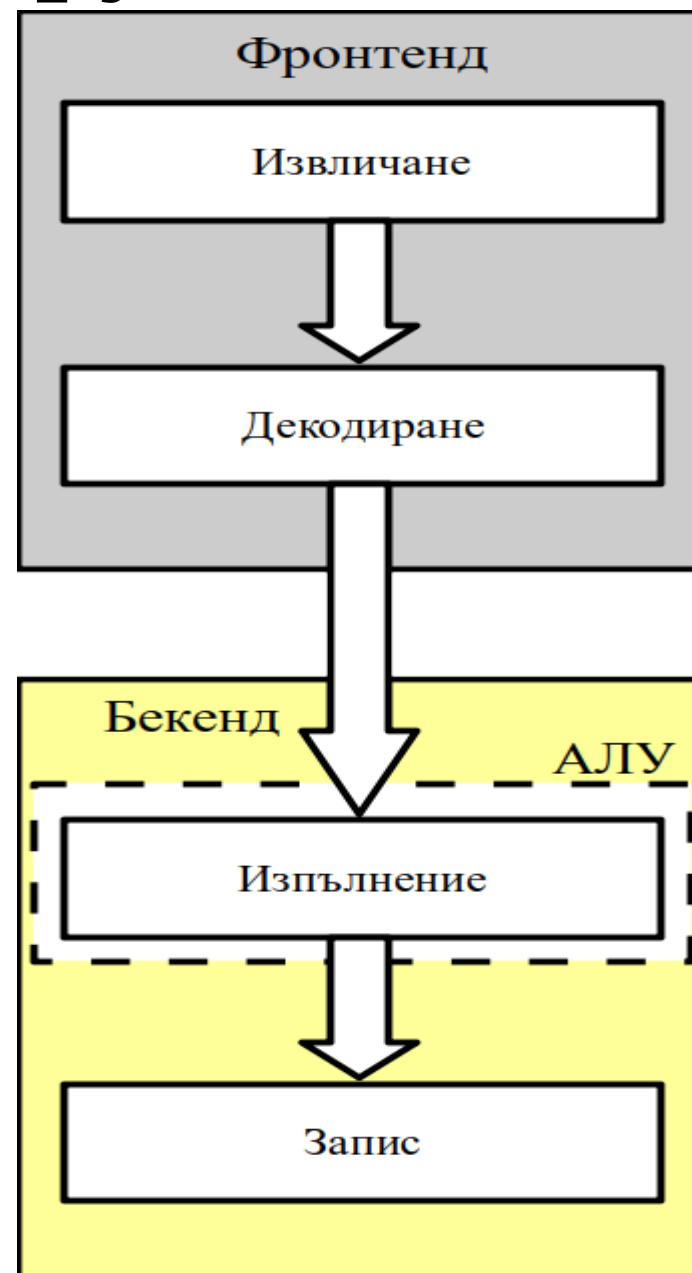 Фронтенд
Извличане
Декодиране
Бекенд
АЛУ
Изпълнение
Запис